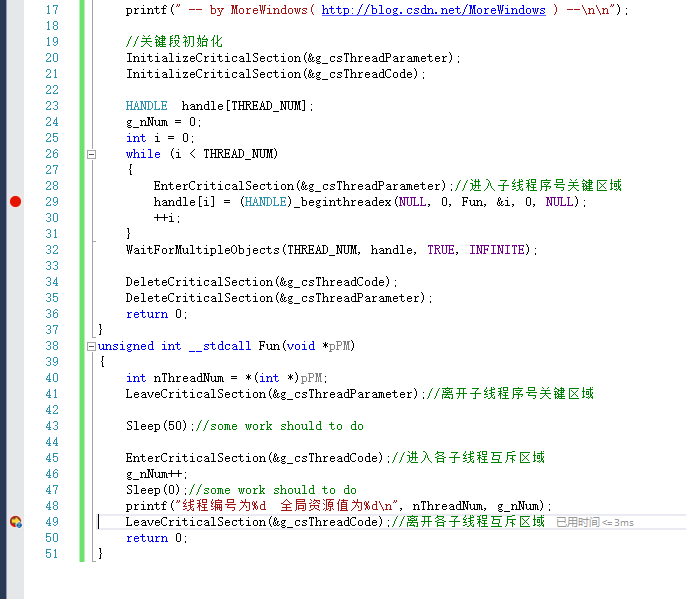 17 printf(" -- by MoreWindows( http://blog.csdn.net/MoreWindows ) --\n\n");
18
19 //关键段初始化
20 InitializeCriticalSection(&g_csThreadParameter);
21 InitializeCriticalSection(&g_csThreadCode);
22
23 HANDLE  handle[THREAD_NUM];
24 g_nNum = 0;
25 int i = 0;
26 while (i < THREAD_NUM)
27 {
28 EnterCriticalSection(&g_csThreadParameter);//进入子线程序号关键区域
29 handle[i] = (HANDLE)_beginthreadex(NULL, 0, Fun, &i, 0, NULL);
30 ++i;
31 }
32 WaitForMultipleObjects(THREAD_NUM, handle, TRUE, INFINITE);
33
34 DeleteCriticalSection(&g_csThreadCode);
35 DeleteCriticalSection(&g_csThreadParameter);
36 return 0;
37 }
38 unsigned int __stdcall Fun(void *pPM)
39 {
40 int nThreadNum = *(int *)pPM;
41 LeaveCriticalSection(&g_csThreadParameter);//离开子线程序号关键区域
42
43 Sleep(50);//some work should to do
44
45 EnterCriticalSection(&g_csThreadCode);//进入各子线程互斥区域
46 g_nNum++;
47 Sleep(0);//some work should to do
48 printf("线程编号为%d  全局资源值为%d\n", nThreadNum, g_nNum);
49 LeaveCriticalSection(&g_csThreadCode);//离开各子线程互斥区域 已用时间<=3ms
50 return 0;
51 }